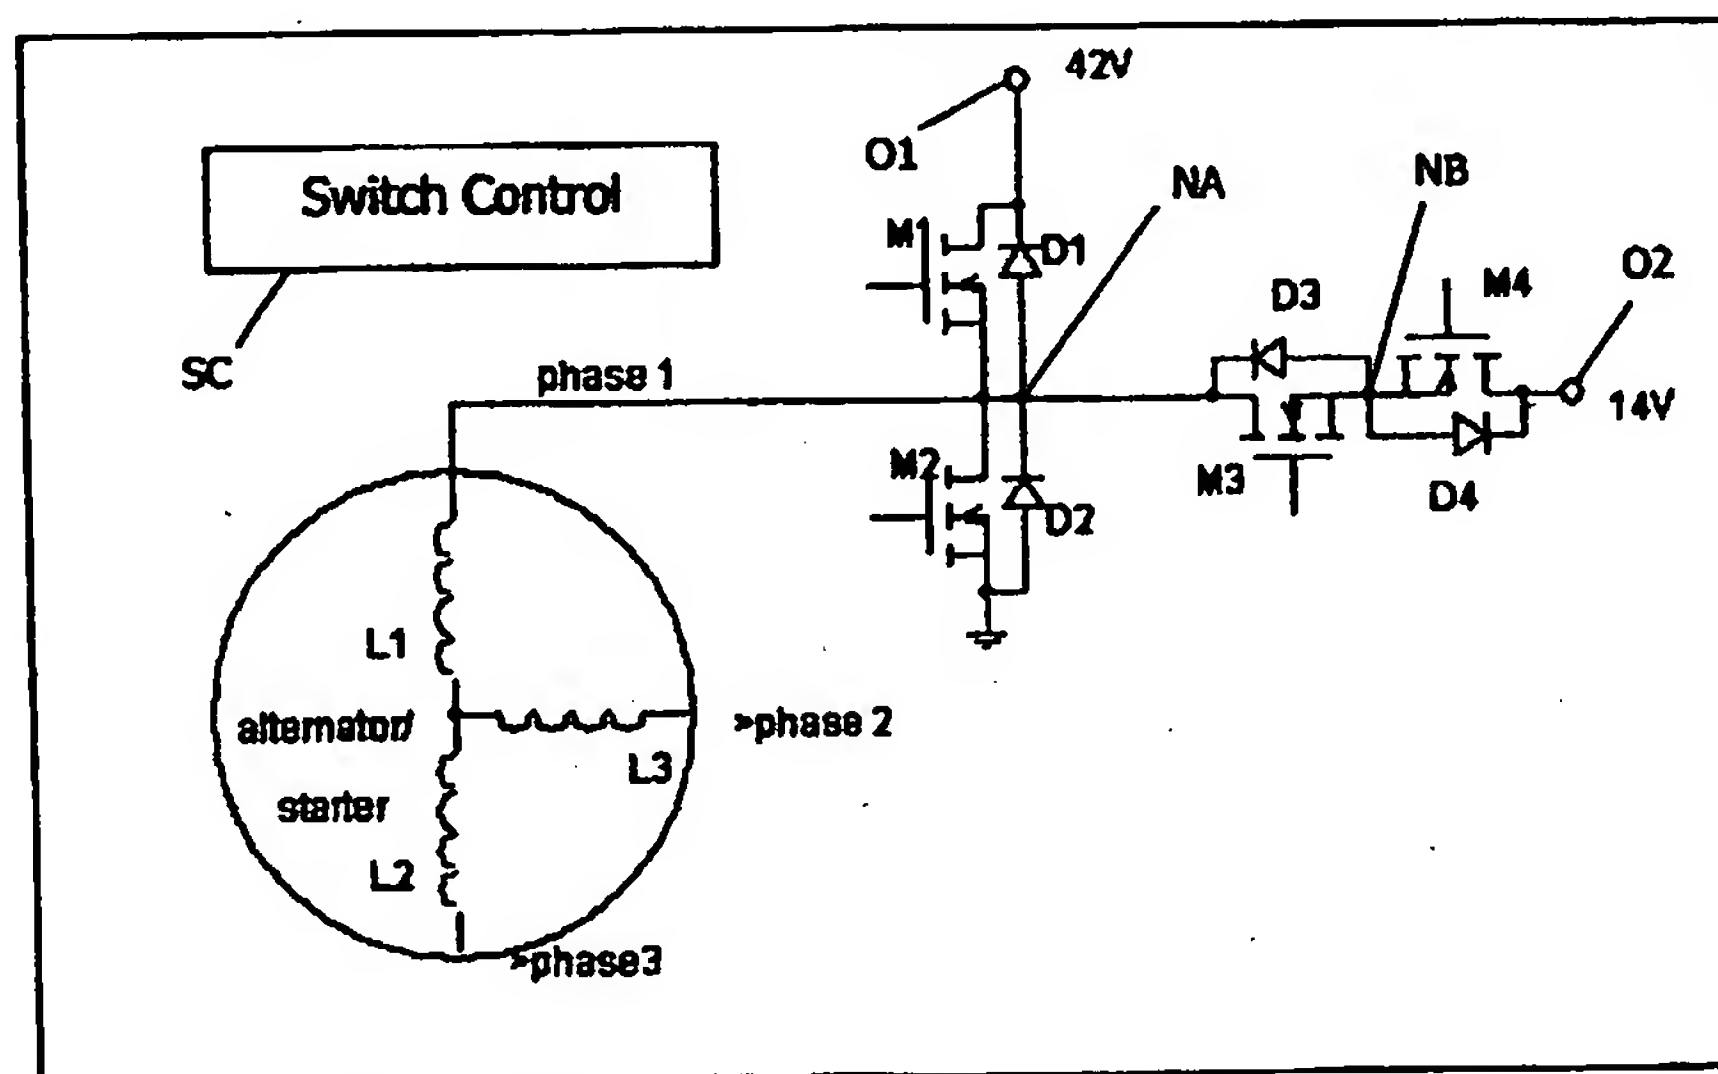 42V
O1
NA
NB
Switch Control
M1
D1
O2
M4
D3
SC
phase 1
14V
M2
M3
D4
D2
L1
alternator/
>phase 2
L3
starter
L2
>phase3